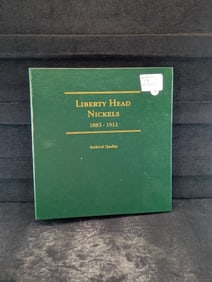 LIBERTY HEAD
NICKELS
1883 - 1912
Archival Quality